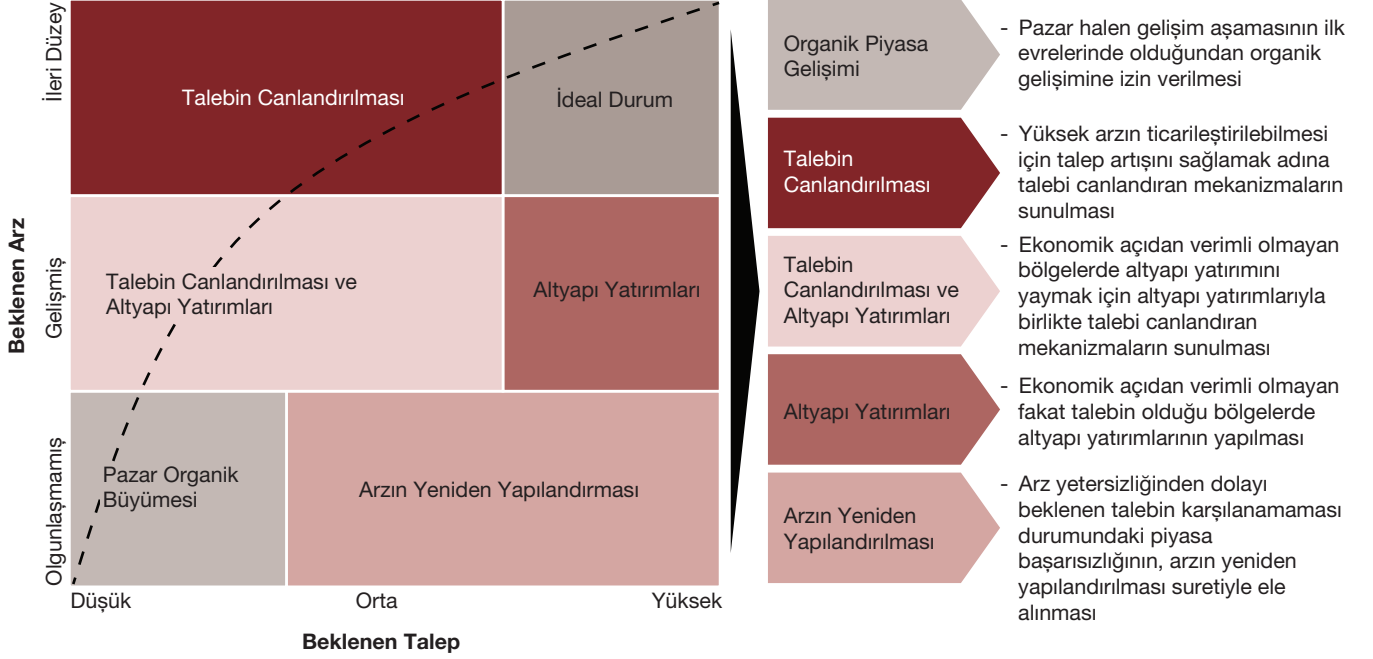 Beklenen Arz
İleri Düzey
Gelişmiş
Olgunlaşmamış
Talebin Canlandırılması
İdeal Durum
Talebin Canlandırılması ve
Altyapı Yatırımları
Altyapı Yatırımları
Pazar Organik
Büyümesi
Arzın Yeniden Yapılandırması
Düşük
Orta
Yüksek
Beklenen Talep
Organik Piyasa
Gelişimi
- Pazar halen gelişim aşamasının ilk
evrelerinde olduğundan organik
gelişimine izin verilmesi
Talebin
Canlandırılması
- Yüksek arzın ticarileştirilebilmesi
için talep artışını sağlamak adına
talebi canlandıran mekanizmaların
sunulması
Talebin
Canlandırılması ve
Altyapı Yatırımları
- Ekonomik açıdan verimli olmayan
bölgelerde altyapı yatırımını
yaymak için altyapı yatırımlarıyla
birlikte talebi canlandıran
mekanizmaların sunulması
Altyapı Yatırımları
- Ekonomik açıdan verimli olmayan
fakat talebin olduğu bölgelerde
altyapı yatırımlarının yapılması
Arzın Yeniden
Yapılandırılması
- Arz yetersizliğinden dolayı
beklenen talebin karşılanamaması
durumundaki piyasa
başarısızlığının, arzın yeniden
yapılandırılması suretiyle ele
alınması